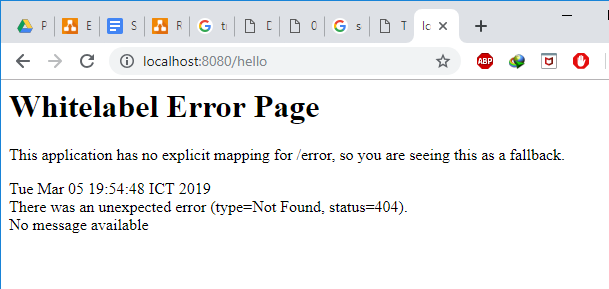 P
E
S
R
t
D
0
s
T
lc
localhost:8080/hello
ABP
Whitelabel Error Page
This application has no explicit mapping for /error, so you are seeing this as a fallback.
Tue Mar 05 19:54:48 ICT 2019
There was an unexpected error (type=Not Found, status=404).
No message available